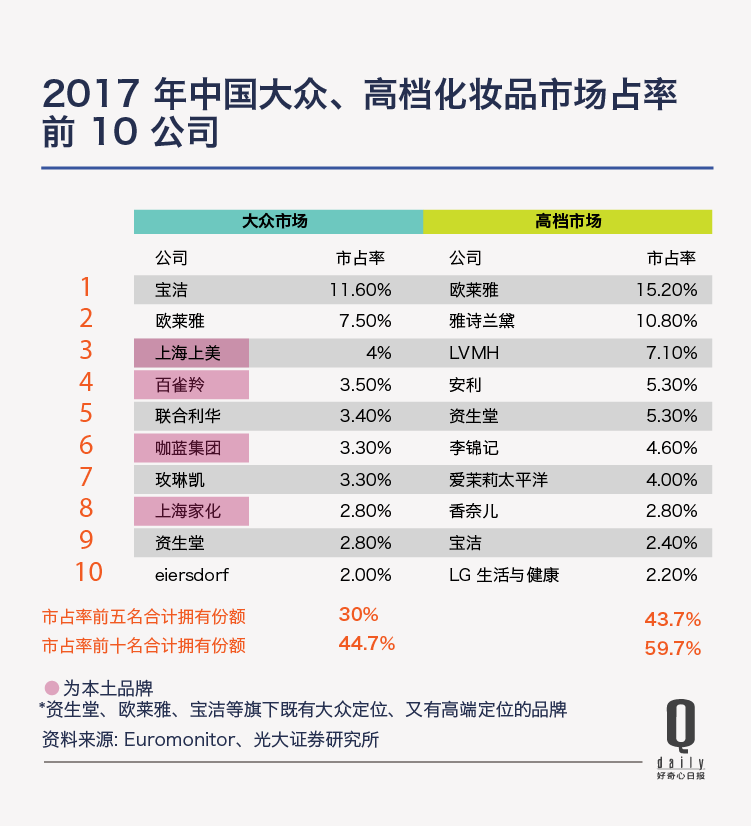 2017 年中国大众、高档化妆品市场占率
前 10 公司
大众市场 高档市场
公司 市占率 公司 市占率
1 宝洁 11.60% 欧莱雅 15.20%
2 欧莱雅 7.50% 雅诗兰黛 10.80%
3 上海上美 4% LVMH 7.10%
4 百雀羚 3.50% 安利 5.30%
5 联合利华 3.40% 资生堂 5.30%
6 咖蓝集团 3.30% 李锦记 4.60%
7 玫琳凯 3.30% 爱茉莉太平洋 4.00%
8 上海家化 2.80% 香奈儿 2.80%
9 资生堂 2.80% 宝洁 2.40%
10 eiersdorf 2.00% LG 生活与健康 2.20%
市占率前五名合计拥有份额 30% 43.7%
市占率前十名合计拥有份额 44.7% 59.7%
为本土品牌
*资生堂、欧莱雅、宝洁等旗下既有大众定位、又有高端定位的品牌
资料来源: Euromonitor、光大证券研究所
Q
daily
好奇心日报